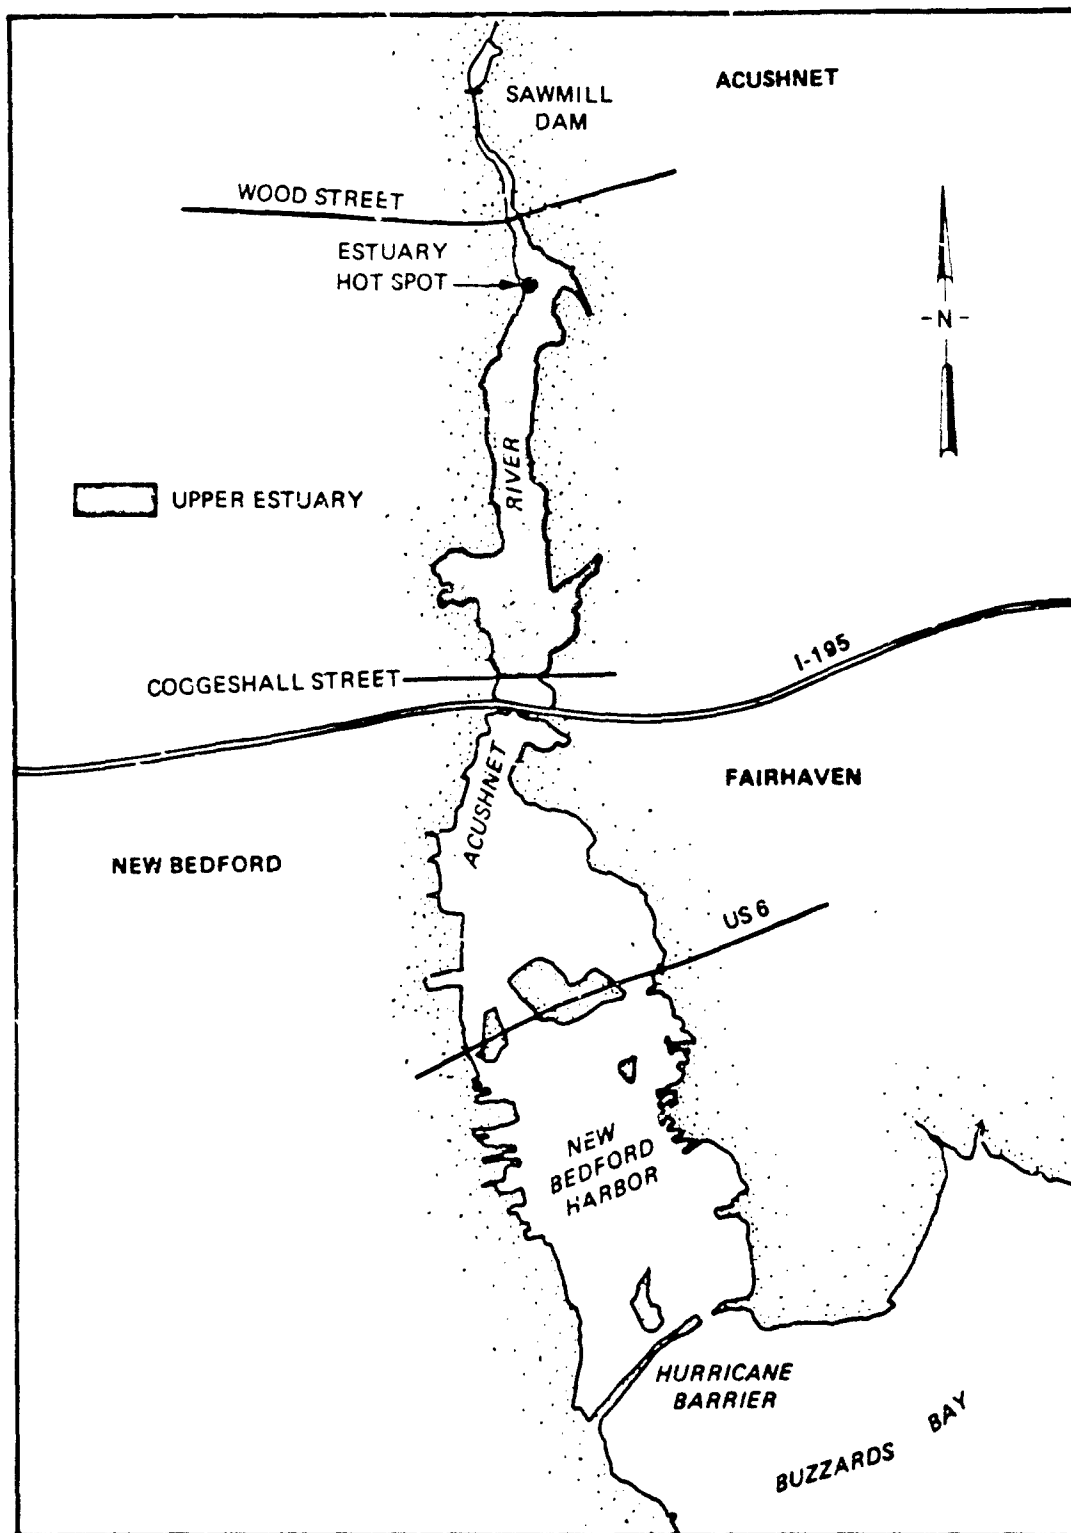 ACUSHNET
SAWMILL
DAM
WOOD STREET
ESTUARY
HOT SPOT
-N-
RIVER
UPPER ESTUARY
I-195
COGGESHALL STREET
ACUSHNET
FAIRHAVEN
NEW BEDFORD
US 6
NEW
BEDFORD
HARBOR
HURRICANE
BARRIER
BUZZARDS BAY